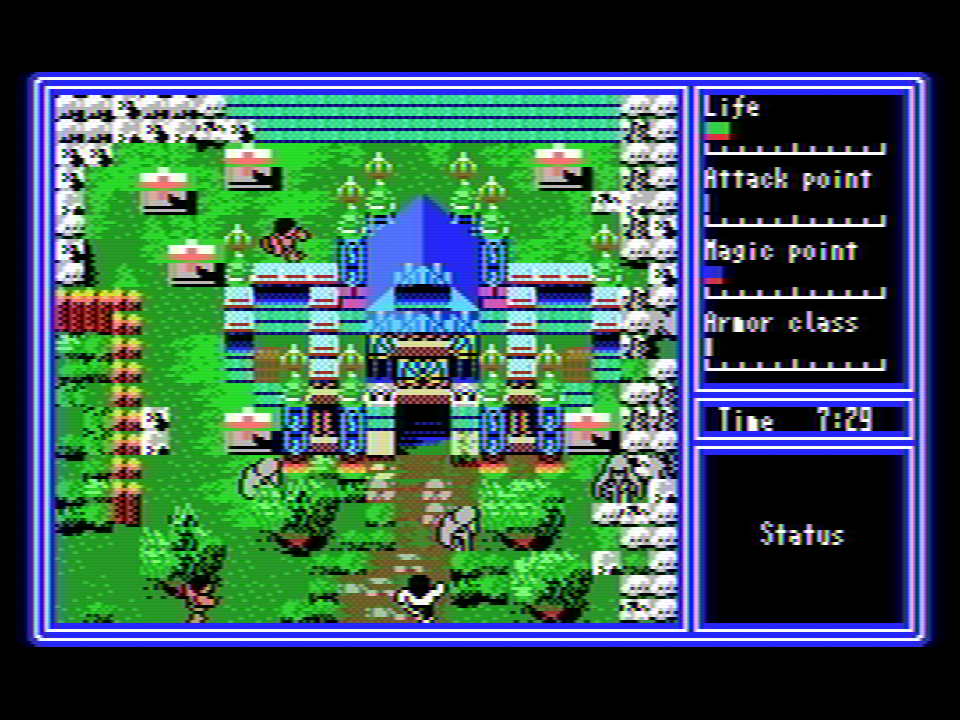 Life
Attack point
Magic point
Armor class
Time 7:29
Status